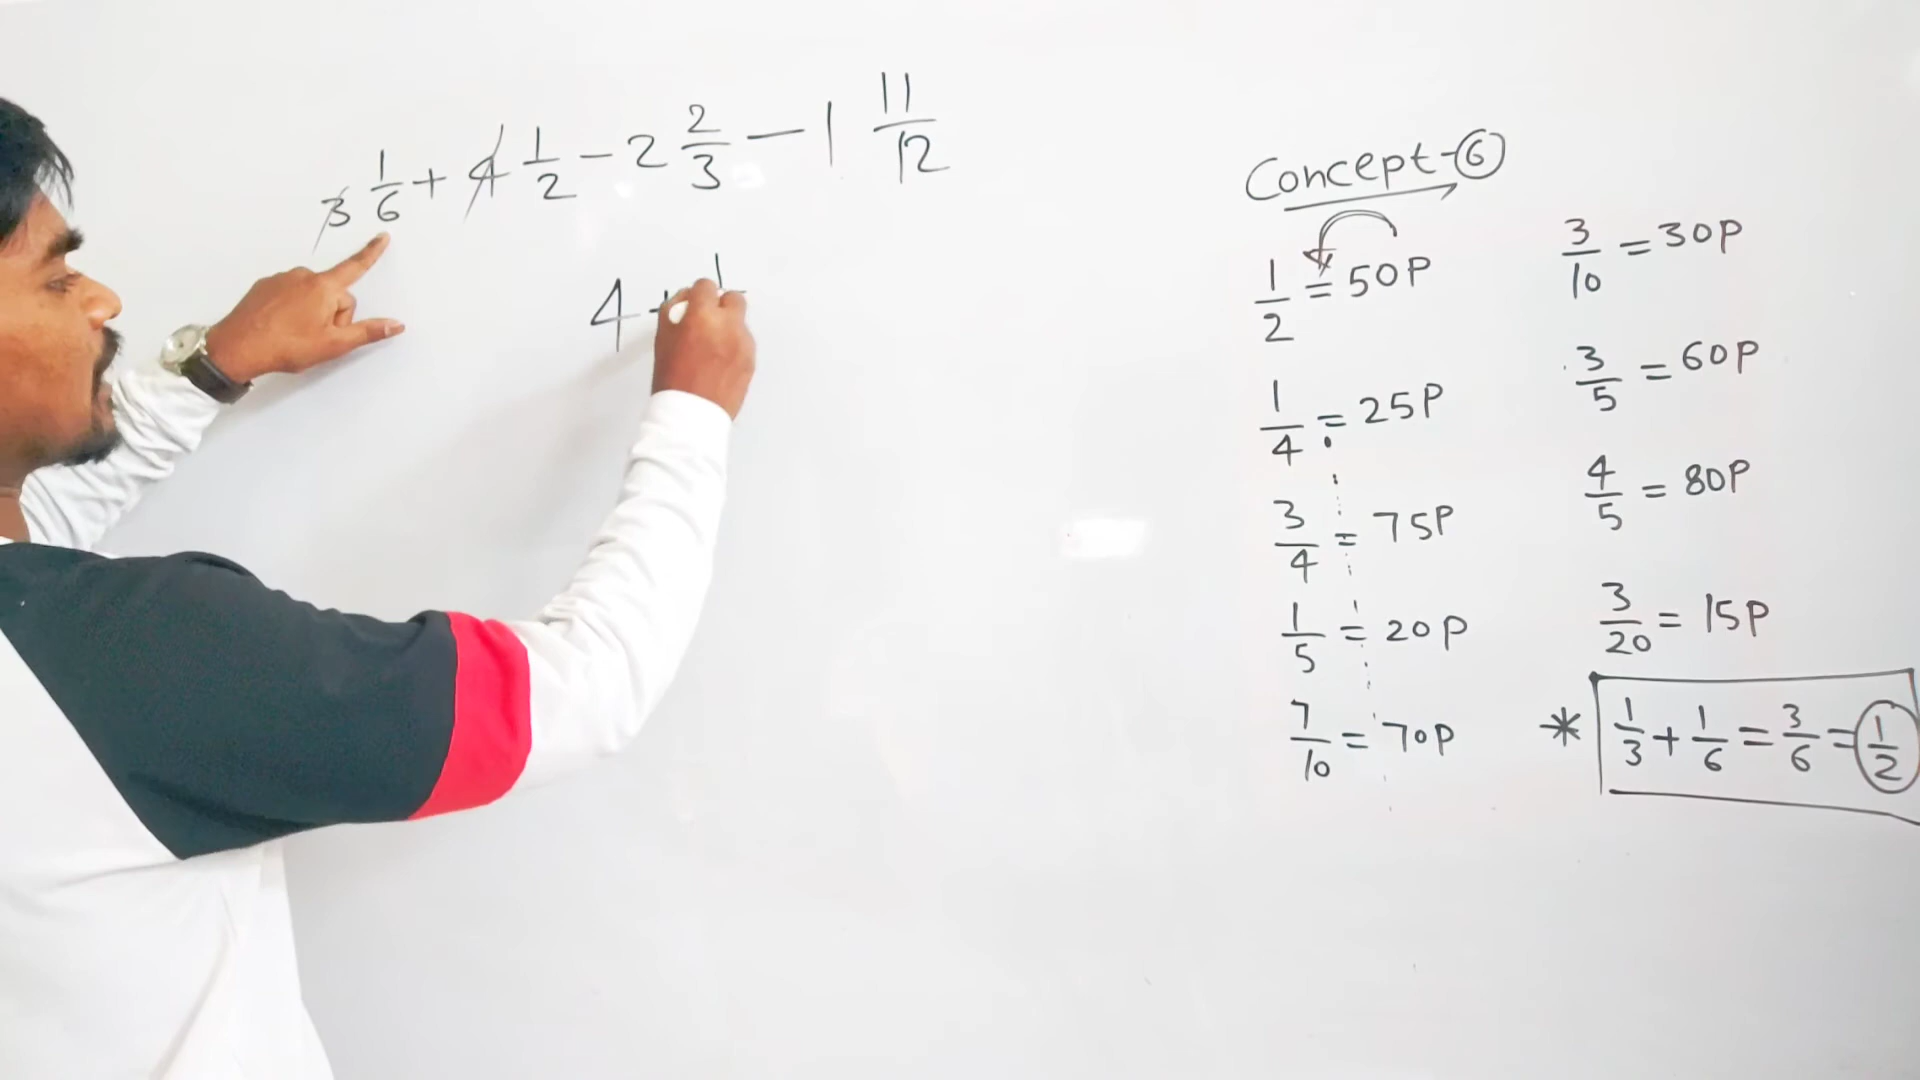 3 1/6 + 4 1/2 - 2 2/3 - 1 11/12
4 + 1
Concept-6
1/2 = 50P
1/4 = 25P
3/4 = 75P
1/5 = 20P
7/10 = 70P
3/10 = 30P
3/5 = 60P
4/5 = 80P
3/20 = 15P
* 1/3 + 1/6 = 3/6 = 1/2